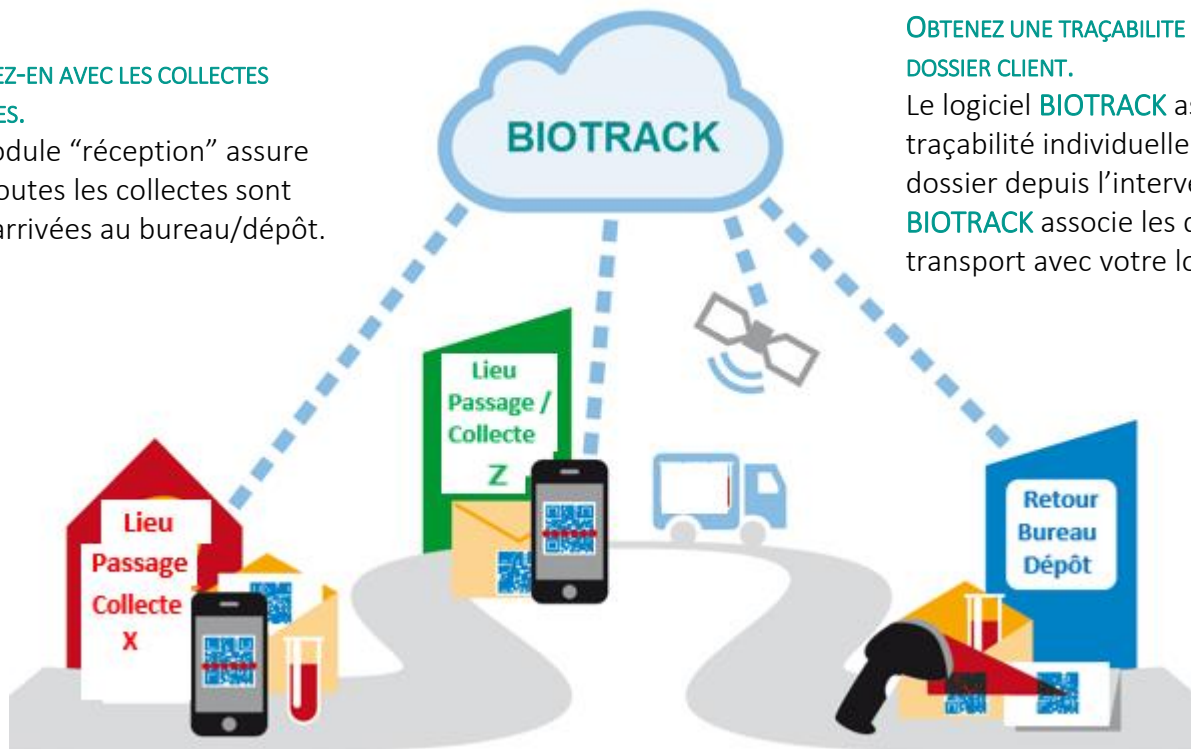 EZ-EN AVEC LES COLLECTES
ES.
odule “réception” assure
outes les collectes sont
arrivées au bureau/dépôt.
BIOTRACK
OBTENEZ UNE TRAÇABILITE
DOSSIER CLIENT.
Le logiciel BIOTRACK as
traçabilité individuelle
dossier depuis l’interve
BIOTRACK associe les d
transport avec votre lo
Lieu
Passage /
Collecte
Z
Lieu
Passage
Collecte
X
Retour
Bureau
Dépôt